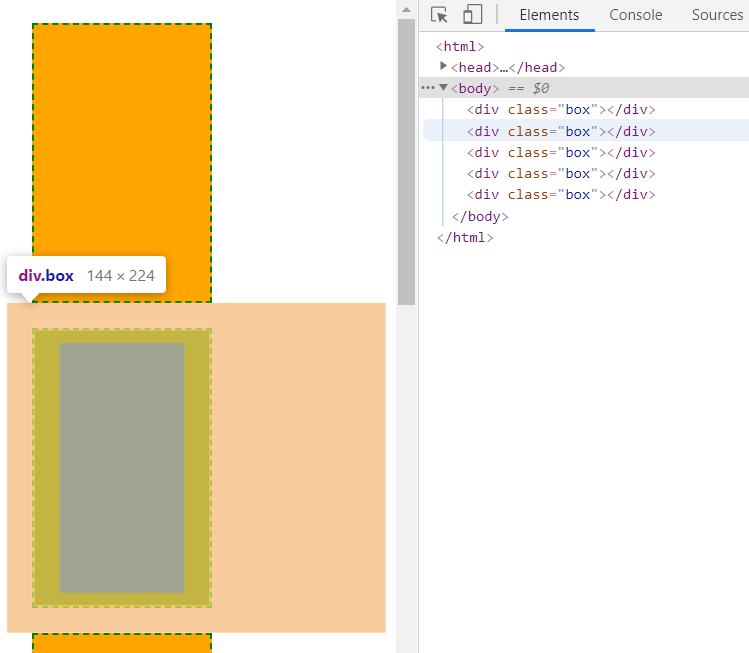 Elements Console Sources
<html>
<head>…</head>
<body> == $0
<div class="box"></div>
<div class="box"></div>
<div class="box"></div>
<div class="box"></div>
<div class="box"></div>
</body>
</html>
div.box 144 × 224